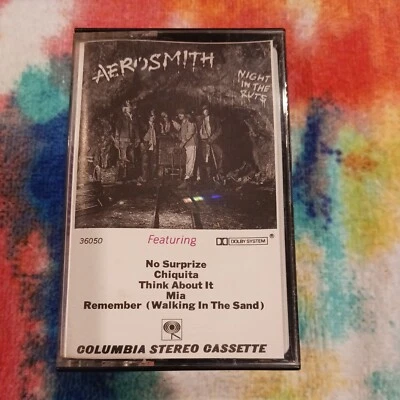 AEROSMITH
NIGHT
IN THE
RUTS
36050
Featuring
DOLBY SYSTEM ®
No Surprize
Chiquita
Think About It
Mia
Remember (Walking In The Sand)
COLUMBIA STEREO CASSETTE